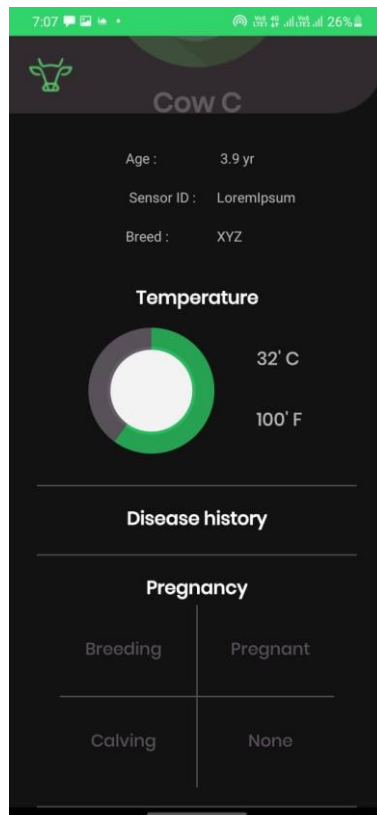 7:07 26%
Cow C
Age : 3.9 yr
Sensor ID : LoremIpsum
Breed : XYZ
Temperature
32' C
100' F
Disease history
Pregnancy
Breeding Pregnant
Calving None